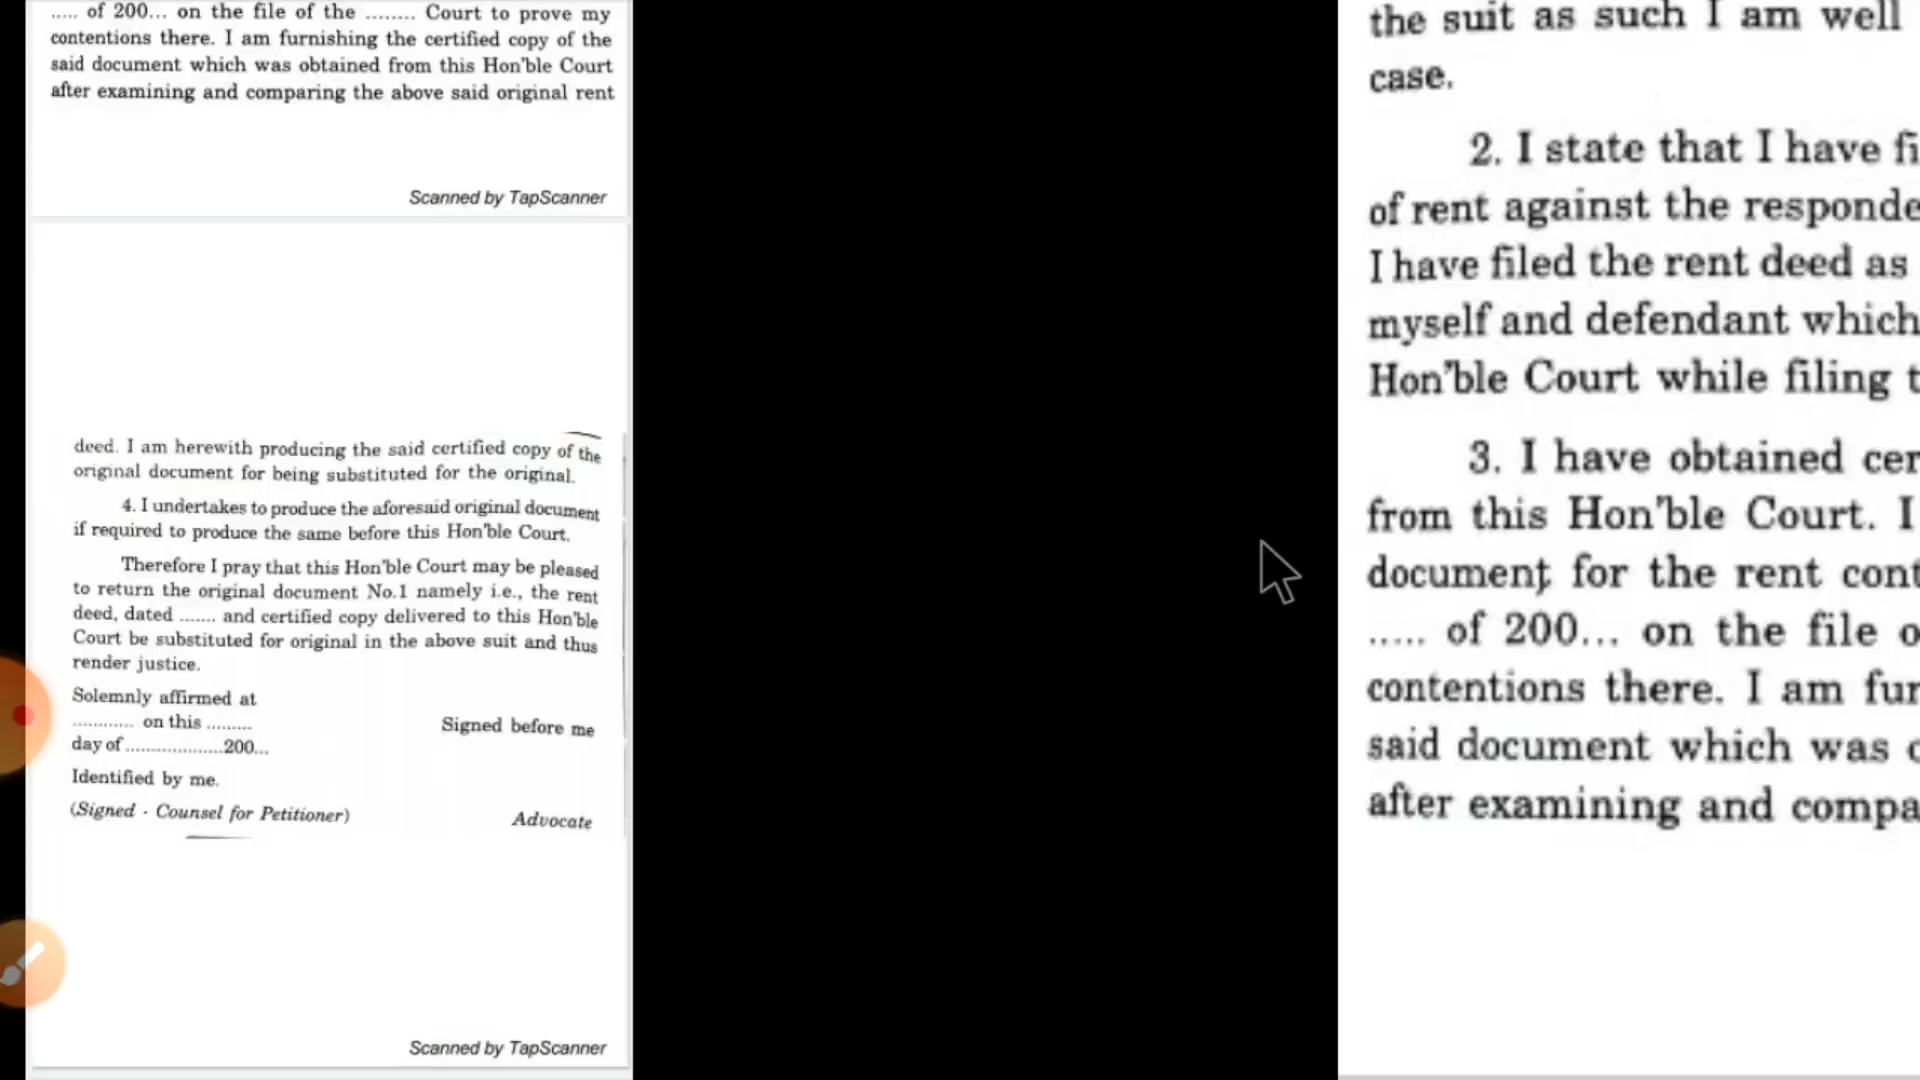 ..... of 200... on the file of the ........ Court to prove my
contentions there. I am furnishing the certified copy of the
said document which was obtained from this Hon'ble Court
after examining and comparing the above said original rent
Scanned by TapScanner
deed. I am herewith producing the said certified copy of the
original document for being substituted for the original.
4. I undertakes to produce the aforesaid original document
if required to produce the same before this Hon'ble Court.
Therefore I pray that this Hon'ble Court may be pleased
to return the original document No.1 namely i.e., the rent
deed, dated ....... and certified copy delivered to this Hon'ble
Court be substituted for original in the above suit and thus
render justice.
Solemnly affirmed at
............ on this .........
day of ...................200...
Signed before me
Identified by me.
(Signed - Counsel for Petitioner)
Advocate
Scanned by TapScanner
the suit as such I am well
case.
2. I state that I have fi
of rent against the responde
I have filed the rent deed as
myself and defendant which
Hon'ble Court while filing t
3. I have obtained cer
from this Hon'ble Court. I
document for the rent cont
..... of 200... on the file o
contentions there. I am fur
said document which was o
after examining and compa